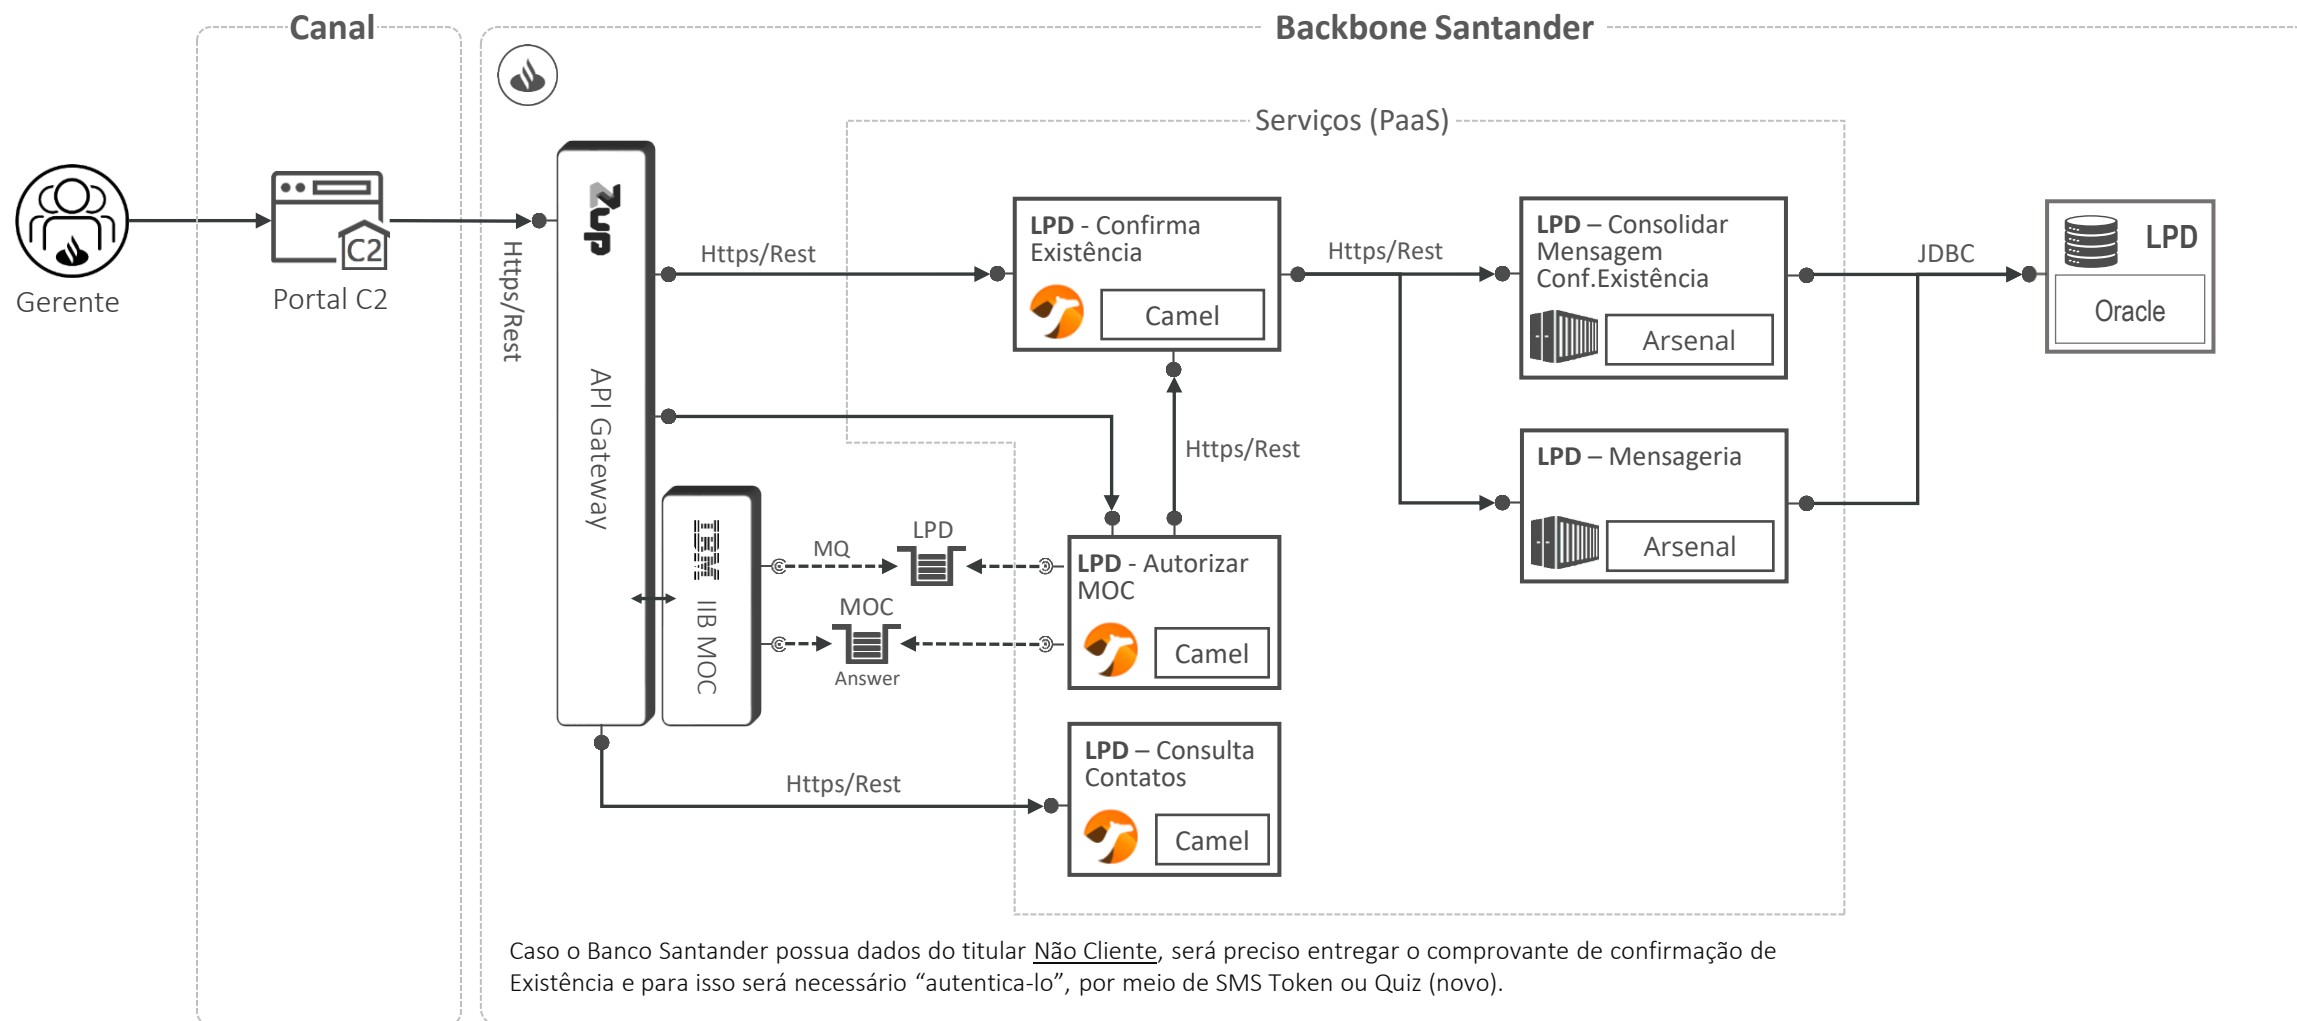 Canal
Backbone Santander
Serviços (PaaS)
Gerente
C2
Portal C2
Https/Rest
Zup
API Gateway
IBM
IIB MOC
Https/Rest
LPD - Confirma
Existência
Camel
Https/Rest
LPD – Consolidar
Mensagem
Conf.Existência
Arsenal
JDBC
LPD
Oracle
Https/Rest
LPD – Mensageria
Arsenal
MQ
LPD
MOC
Answer
LPD - Autorizar
MOC
Camel
Https/Rest
LPD – Consulta
Contatos
Camel
Caso o Banco Santander possua dados do titular Não Cliente, será preciso entregar o comprovante de confirmação de
Existência e para isso será necessário “autentica-lo”, por meio de SMS Token ou Quiz (novo).